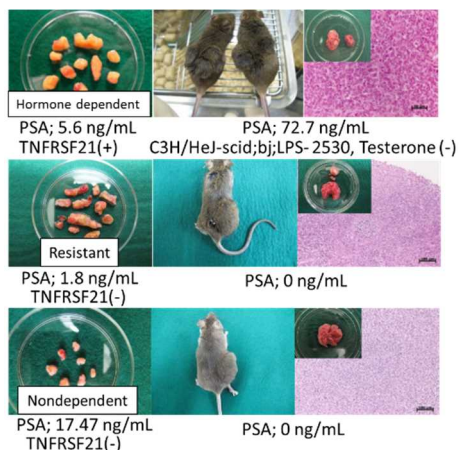 Hormone dependent
PSA; 5.6 ng/mL
TNFRSF21(+)
PSA; 72.7 ng/mL
C3H/HeJ-scid;bj;LPS- 2530, Testerone (-)
Resistant
PSA; 1.8 ng/mL
TNFRSF21(-)
PSA; 0 ng/mL
Nondependent
PSA; 17.47 ng/mL
TNFRSF21(-)
PSA; 0 ng/mL